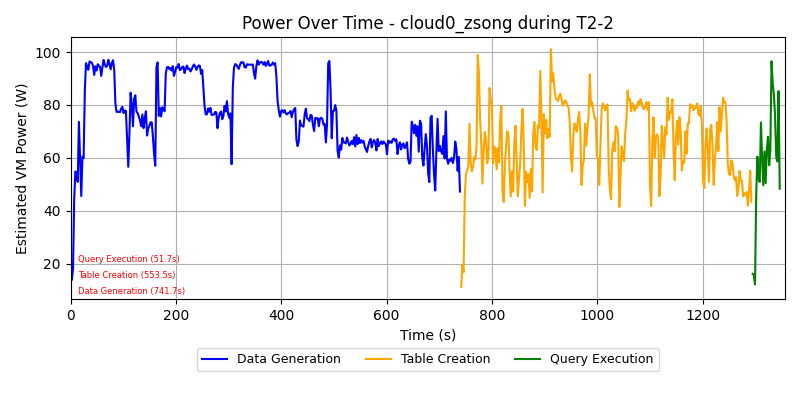 Power Over Time - cloud0_zsong during T2-2
Estimated VM Power (W)
100
80
60
40
20
Query Execution (51.7s)
Table Creation (553.5s)
Data Generation (741.7s)
0 200 400 600 800 1000 1200
Time (s)
Data Generation Table Creation Query Execution